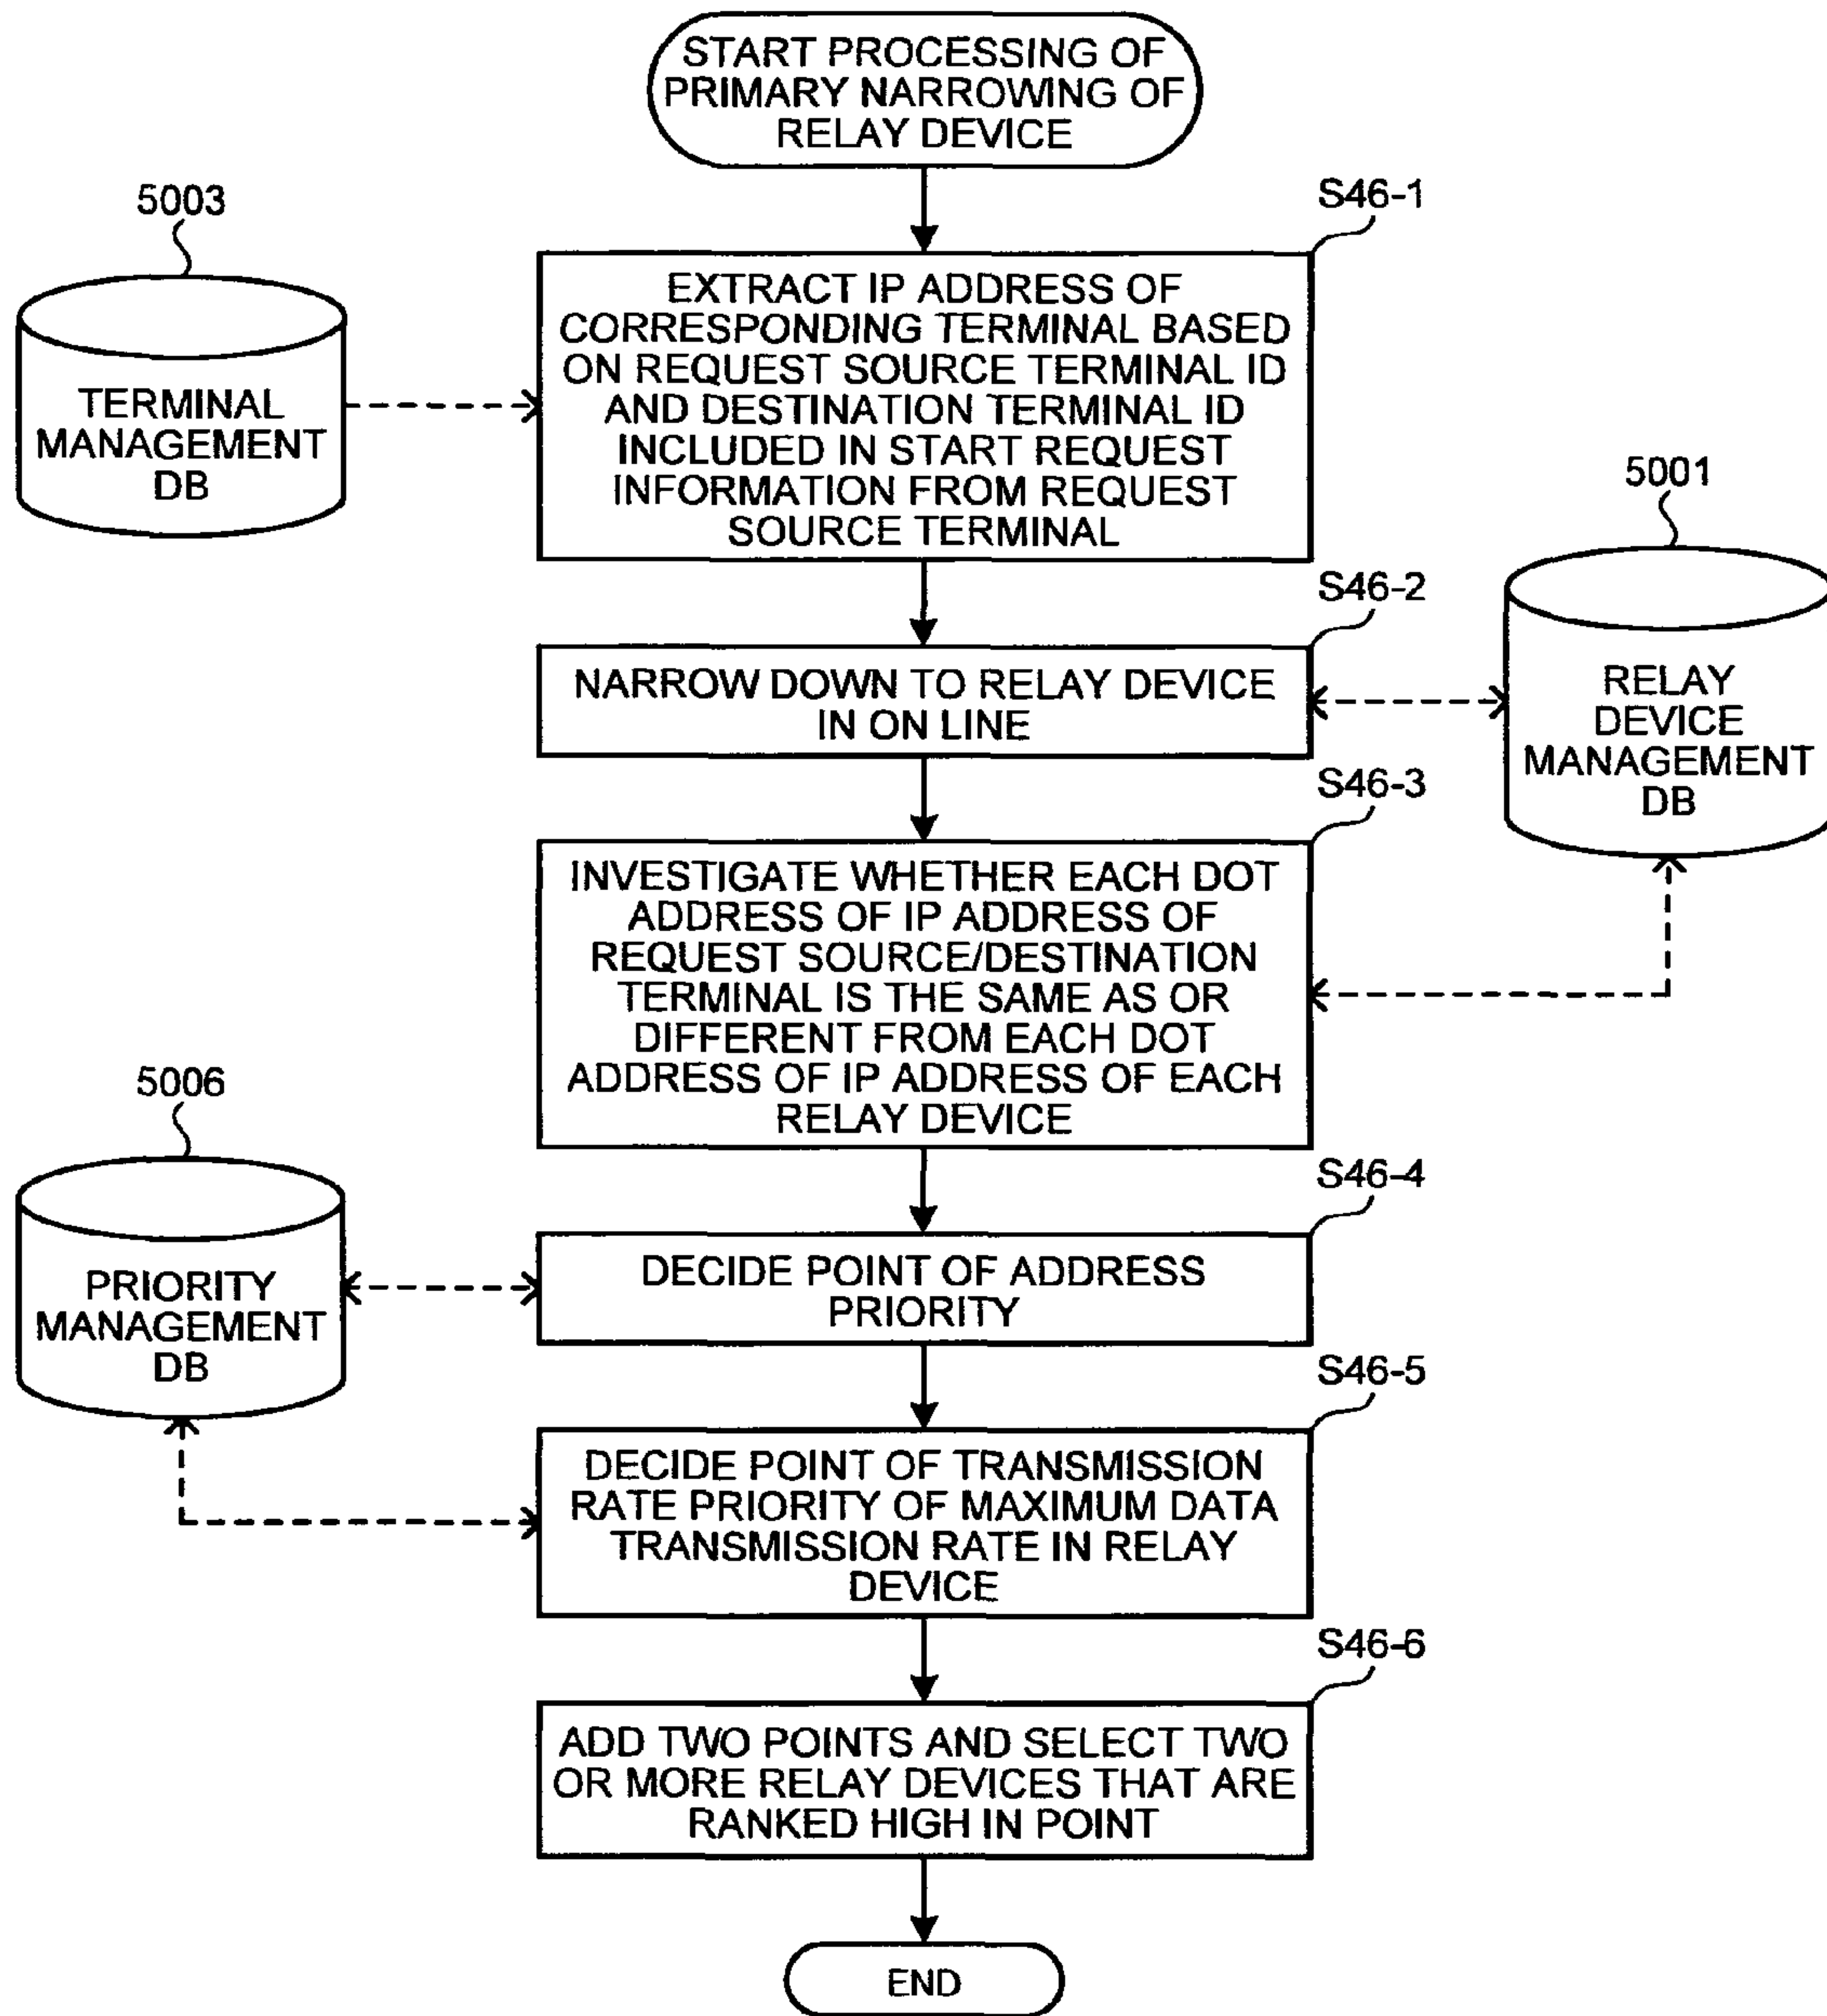 START PROCESSING OF
PRIMARY NARROWING OF
RELAY DEVICE
5003
S46-1
TERMINAL
MANAGEMENT
DB
EXTRACT IP ADDRESS OF
CORRESPONDING TERMINAL BASED
ON REQUEST SOURCE TERMINAL ID
AND DESTINATION TERMINAL ID
INCLUDED IN START REQUEST
INFORMATION FROM REQUEST
SOURCE TERMINAL
5001
S46-2
NARROW DOWN TO RELAY DEVICE
IN ON LINE
RELAY
DEVICE
MANAGEMENT
DB
S46-3
INVESTIGATE WHETHER EACH DOT
ADDRESS OF IP ADDRESS OF
REQUEST SOURCE/DESTINATION
TERMINAL IS THE SAME AS OR
DIFFERENT FROM EACH DOT
ADDRESS OF IP ADDRESS OF EACH
RELAY DEVICE
5006
S46-4
PRIORITY
MANAGEMENT
DB
DECIDE POINT OF ADDRESS
PRIORITY
S46-5
DECIDE POINT OF TRANSMISSION
RATE PRIORITY OF MAXIMUM DATA
TRANSMISSION RATE IN RELAY
DEVICE
S46-6
ADD TWO POINTS AND SELECT TWO
OR MORE RELAY DEVICES THAT ARE
RANKED HIGH IN POINT
END